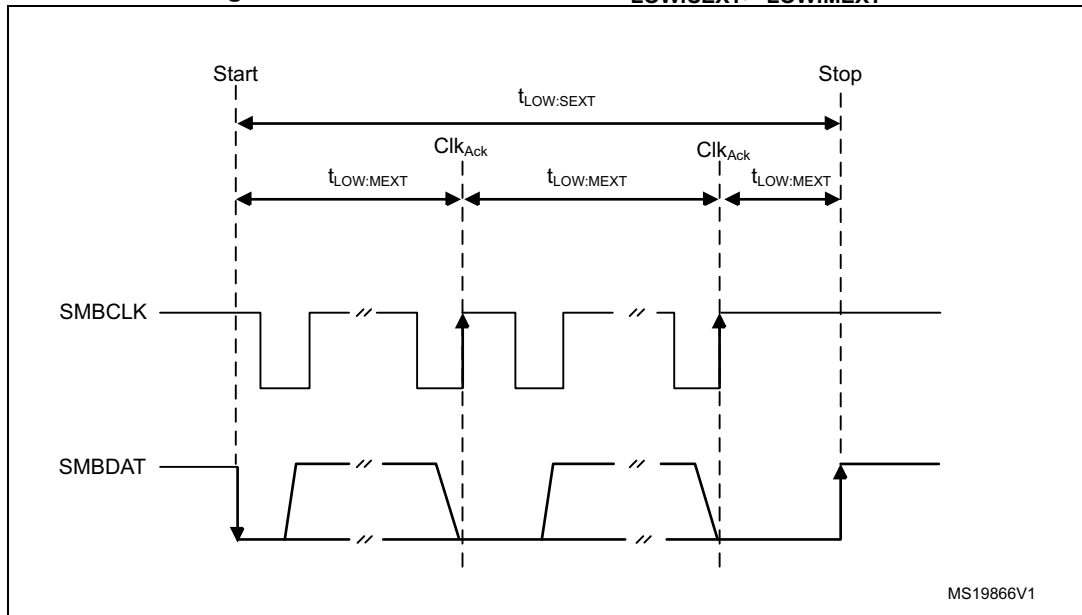 Start Stop
tLOW:SEXT
ClkAck ClkAck
tLOW:MEXT tLOW:MEXT tLOW:MEXT
SMBCLK
SMBDAT
MS19866V1